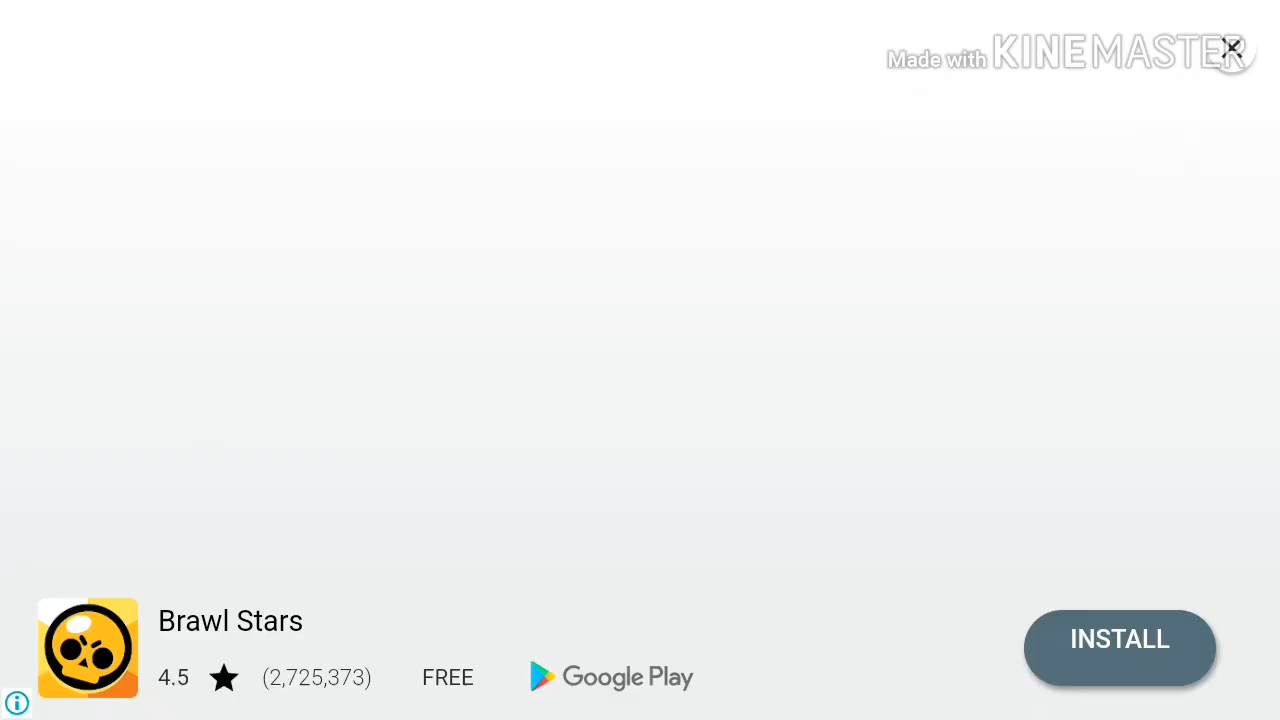 Made with KINEMASTER
Brawl Stars
4.5 ★ (2,725,373) FREE Google Play
INSTALL